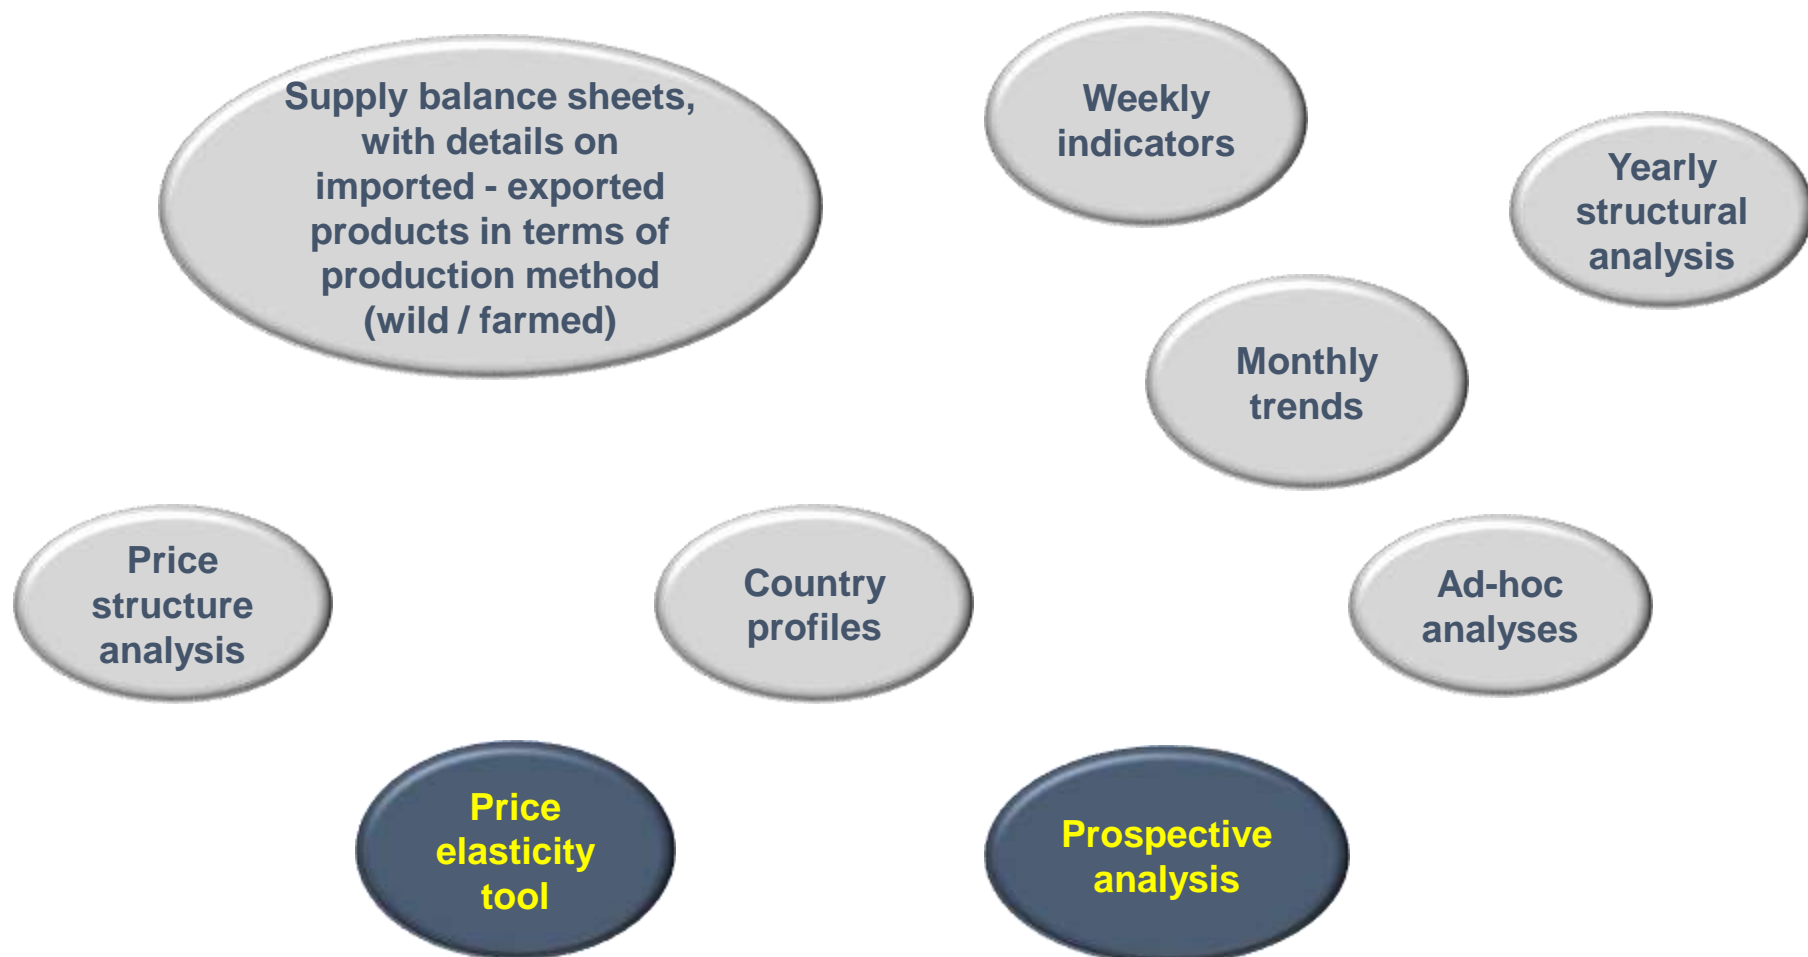 Supply balance sheets,
with details on
imported - exported
products in terms of
production method
(wild / farmed)
Weekly
indicators
Yearly
structural
analysis
Monthly
trends
Price
structure
analysis
Country
profiles
Ad-hoc
analyses
Price
elasticity
tool
Prospective
analysis